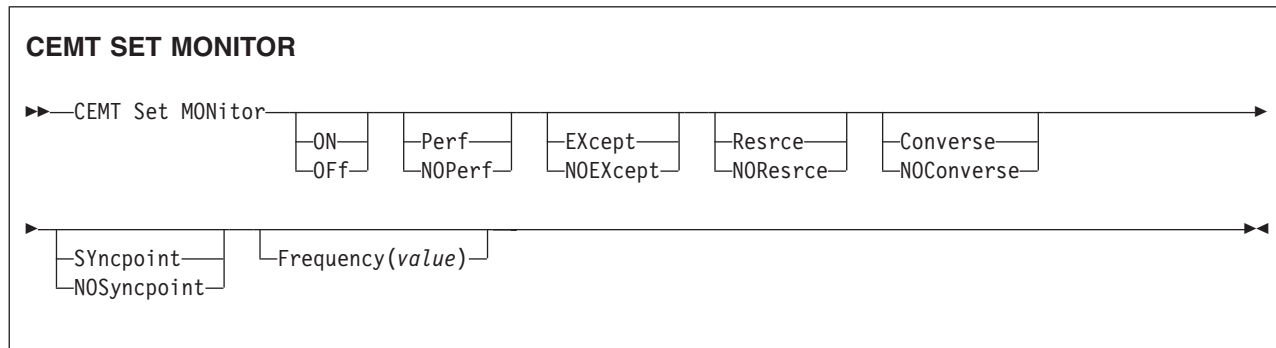 CEMT SET MONITOR
CEMT Set MONitor
ON
OFf
Perf
NOPerf
EXcept
NOEXcept
Resrce
NOResrce
Converse
NOConverse
SYncpoint
NOSyncpoint
Frequency(value)